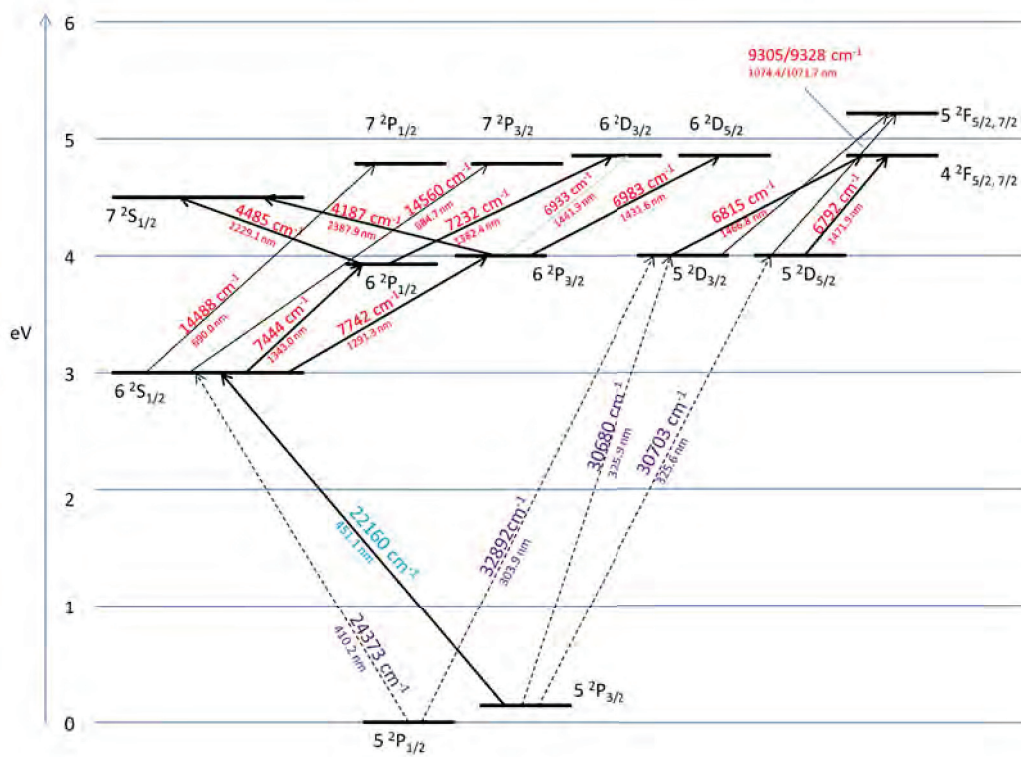 6
9305/9328 cm⁻¹
1074.4/1071.7 nm
7 ²P₁/₂
7 ²P₃/₂
6 ²D₃/₂
6 ²D₅/₂
5 ²F₅/₂, ₇/₂
5
4 ²F₅/₂, ₇/₂
7 ²S₁/₂
4485 cm⁻¹
2229.1 nm
4187 cm⁻¹
2387.9 nm
14560 cm⁻¹
684.7 nm
7232 cm⁻¹
1382.4 nm
6933 cm⁻¹
1441.9 nm
6983 cm⁻¹
1431.6 nm
6815 cm⁻¹
1466.8 nm
6792 cm⁻¹
1471.9 nm
4
6 ²P₁/₂
6 ²P₃/₂
5 ²D₃/₂
5 ²D₅/₂
eV
14488 cm⁻¹
690.0 nm
7444 cm⁻¹
1343.0 nm
7742 cm⁻¹
1291.3 nm
3
6 ²S₁/₂
2
22160 cm⁻¹
451.1 nm
32892cm⁻¹
303.9 nm
30680 cm⁻¹
325.9 nm
30703 cm⁻¹
325.6 nm
1
24373 cm⁻¹
410.2 nm
5 ²P₃/₂
0
5 ²P₁/₂